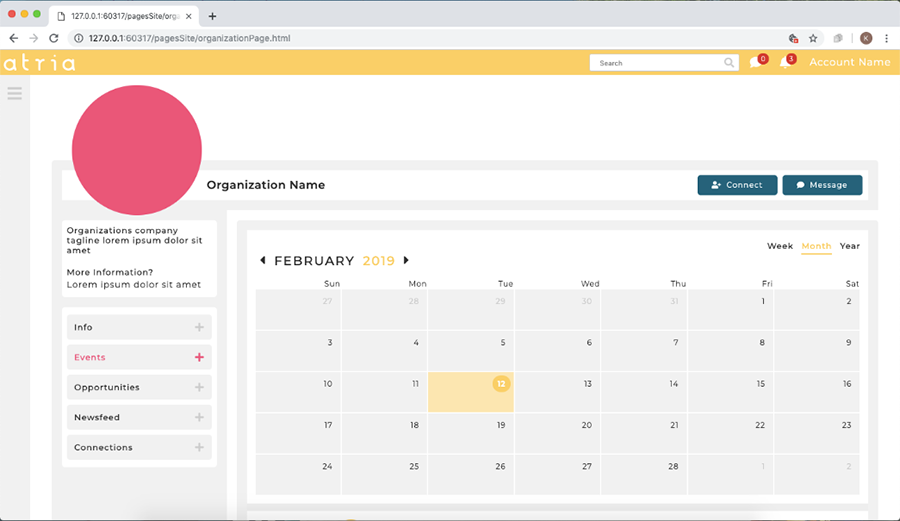 127.0.0.1:60317/pagesSite/org
127.0.0.1:60317/pagesSite/organizationPage.html
K
atria
Search
0
3
Account Name
Organization Name
Connect
Message
Organizations company
tagline lorem ipsum dolor sit
amet
More Information?
Lorem ipsum dolor sit amet
Info
Events
Opportunities
Newsfeed
Connections
Week Month Year
FEBRUARY 2019
Sun Mon Tue Wed Thu Fri Sat
27 28 29 30 31 1 2
3 4 5 6 7 8 9
10 11 12 13 14 15 16
17 18 19 20 21 22 23
24 25 26 27 28 1 2